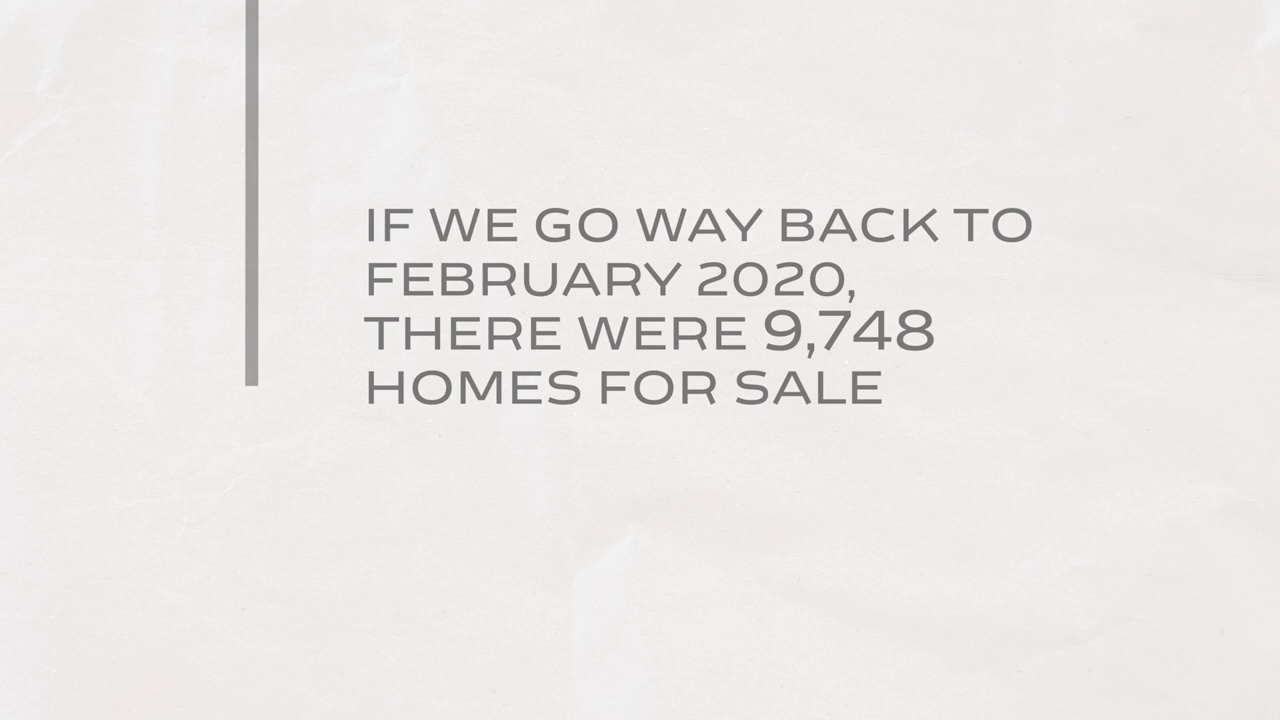 IF WE GO WAY BACK TO
FEBRUARY 2020,
THERE WERE 9,748
HOMES FOR SALE